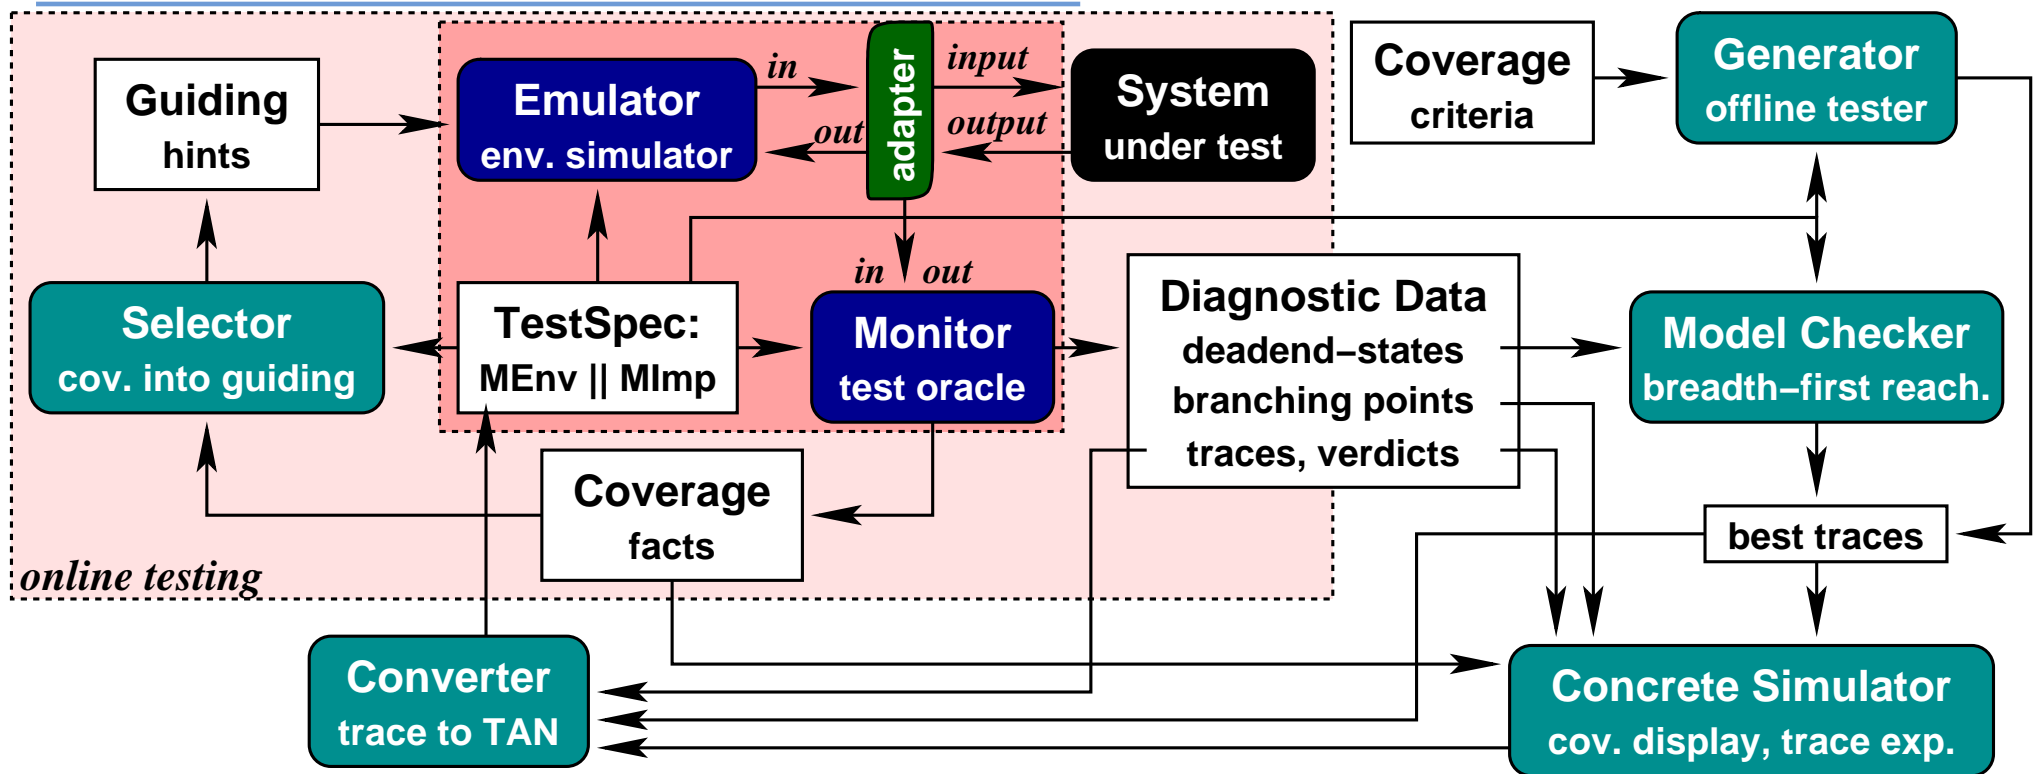 Guiding
hints
Emulator
env. simulator
in
out
adapter
input
output
System
under test
Coverage
criteria
Generator
offline tester
Selector
cov. into guiding
TestSpec:
MEnv || MImp
in out
Monitor
test oracle
Diagnostic Data
deadend–states
branching points
traces, verdicts
Model Checker
breadth–first reach.
Coverage
facts
best traces
online testing
Converter
trace to TAN
Concrete Simulator
cov. display, trace exp.